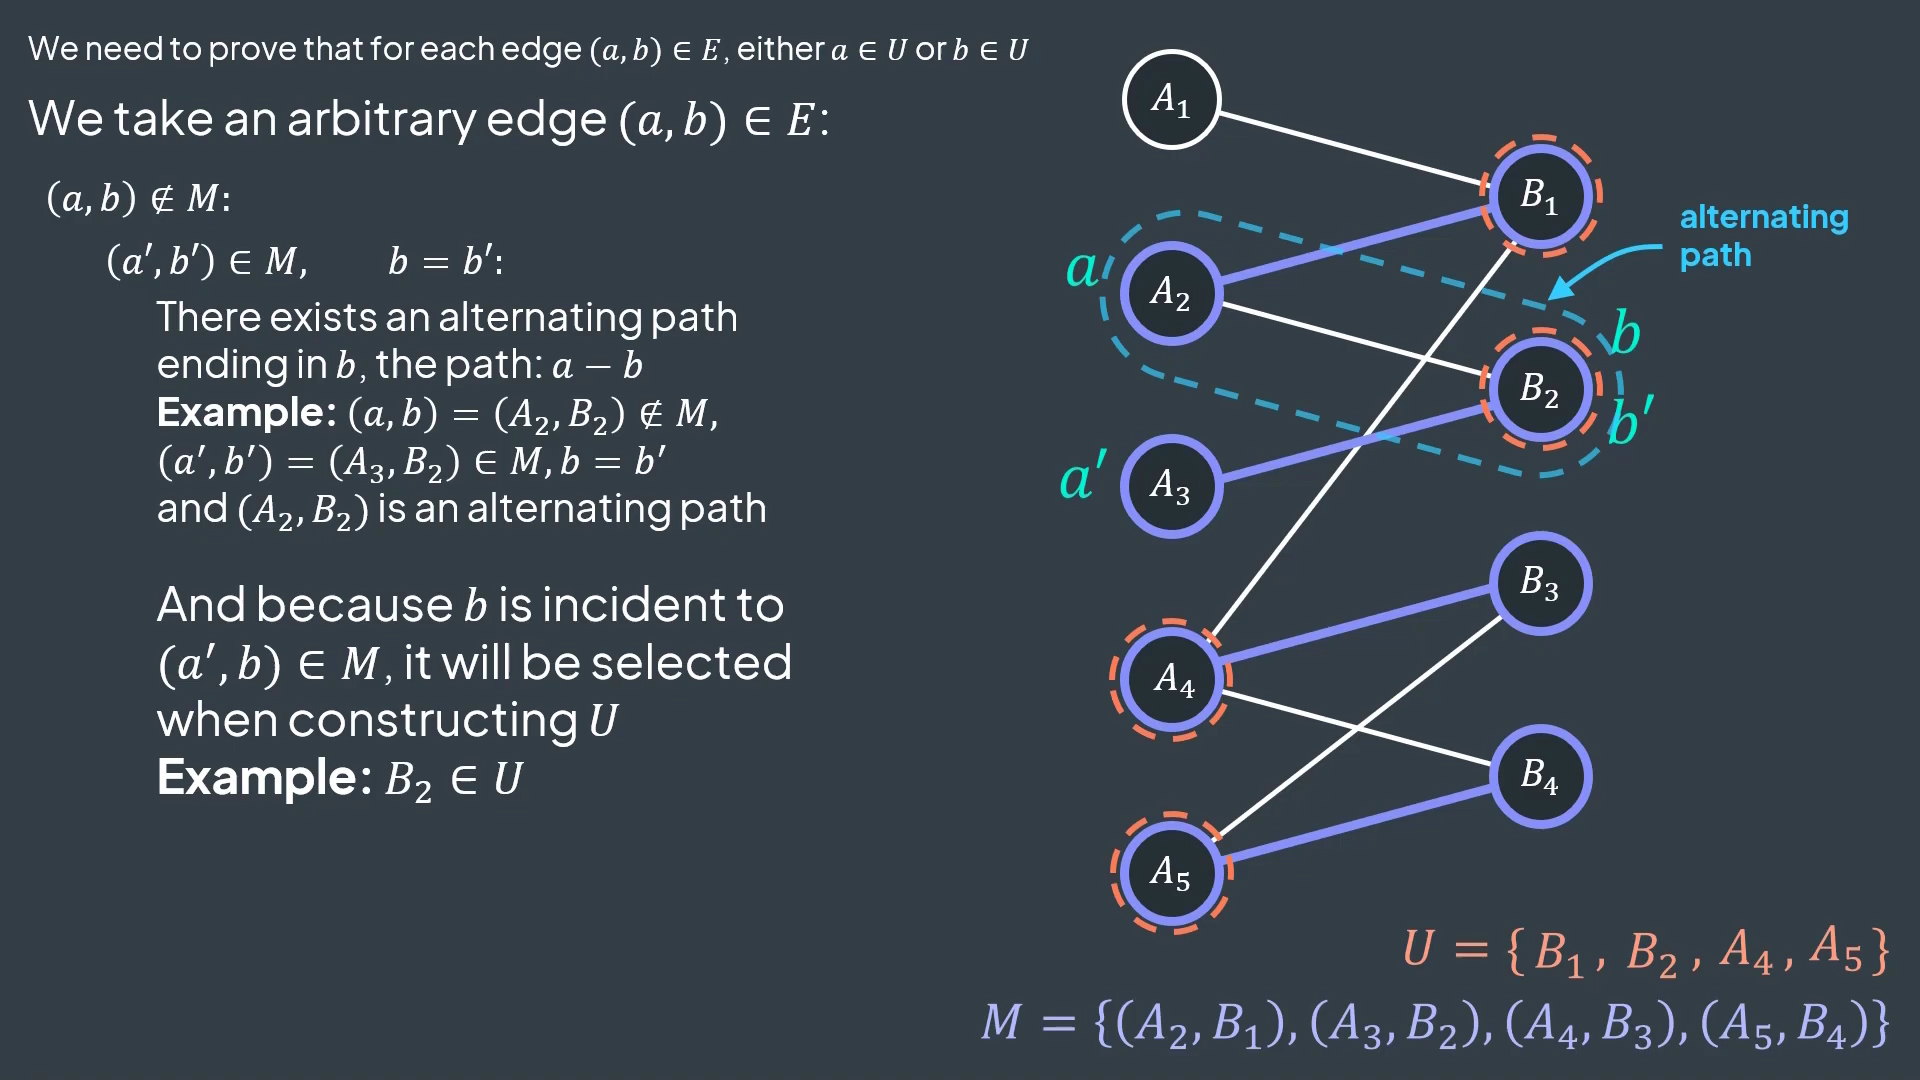 We need to prove that for each edge (a, b) ∈ E, either a ∈ U or b ∈ U
We take an arbitrary edge (a, b) ∈ E:
(a, b) ∉ M:
(a′, b′) ∈ M, b = b′:
There exists an alternating path
ending in b, the path: a − b
Example: (a, b) = (A₂, B₂) ∉ M,
(a′, b′) = (A₃, B₂) ∈ M, b = b′
and (A₂, B₂) is an alternating path
And because b is incident to
(a′, b) ∈ M, it will be selected
when constructing U
Example: B₂ ∈ U
A₁
B₁
alternating
path
a
A₂
b
B₂
b′
a′
A₃
B₃
A₄
B₄
A₅
U = { B₁ , B₂ , A₄ , A₅ }
M = {(A₂, B₁), (A₃, B₂), (A₄, B₃), (A₅, B₄)}